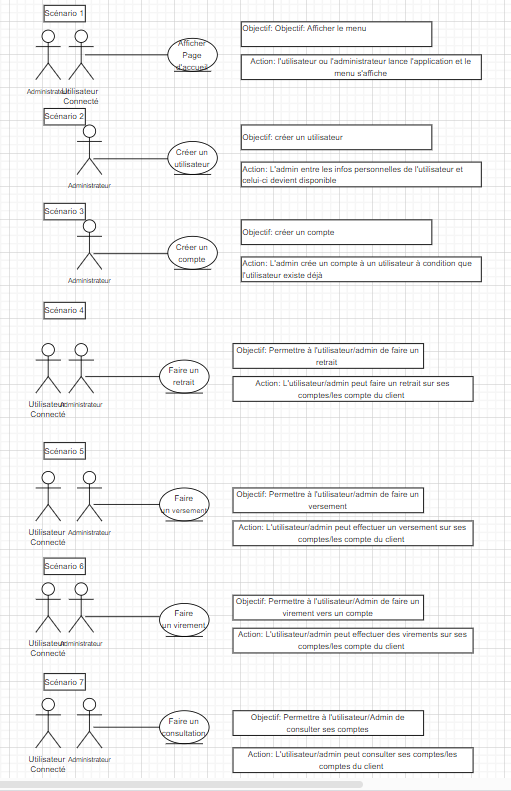 Scénario 1
Afficher
Page
d'accueil
Administrateur
Utilisateur
Connecté
Objectif: Objectif: Afficher le menu
Action: l'utilisateur ou l'administrateur lance l'application et le
menu s'affiche
Scénario 2
Administrateur
Créer un
utilisateur
Objectif: créer un utilisateur
Action: L'admin entre les infos personnelles de l'utilisateur et
celui-ci devient disponible
Scénario 3
Administrateur
Créer un
compte
Objectif: créer un compte
Action: L'admin crée un compte à un utilisateur à condition que
l'utilisateur existe déjà
Scénario 4
Utilisateur
Connecté
Administrateur
Faire un
retrait
Objectif: Permettre à l'utilisateur/admin de faire un
retrait
Action: L'utilisateur/admin peut faire un retrait sur ses
comptes/les compte du client
Scénario 5
Utilisateur
Connecté
Administrateur
Faire
un versement
Objectif: Permettre à l'utilisateur/admin de faire un
versement
Action: L'utilisateur/admin peut effectuer un versement sur ses
comptes/les compte du client
Scénario 6
Utilisateur
Connecté
Administrateur
Faire
un virement
Objectif: Permettre à l'utilisateur/Admin de faire un
virement vers un compte
Action: L'utilisateur/admin peut effectuer des virements sur ses
comptes/les compte du client
Scénario 7
Utilisateur
Connecté
Administrateur
Faire un
consultation
Objectif: Permettre à l'utilisateur/Admin de
consulter ses comptes
Action: L'utilisateur/admin peut consulter ses comptes/les
comptes du client